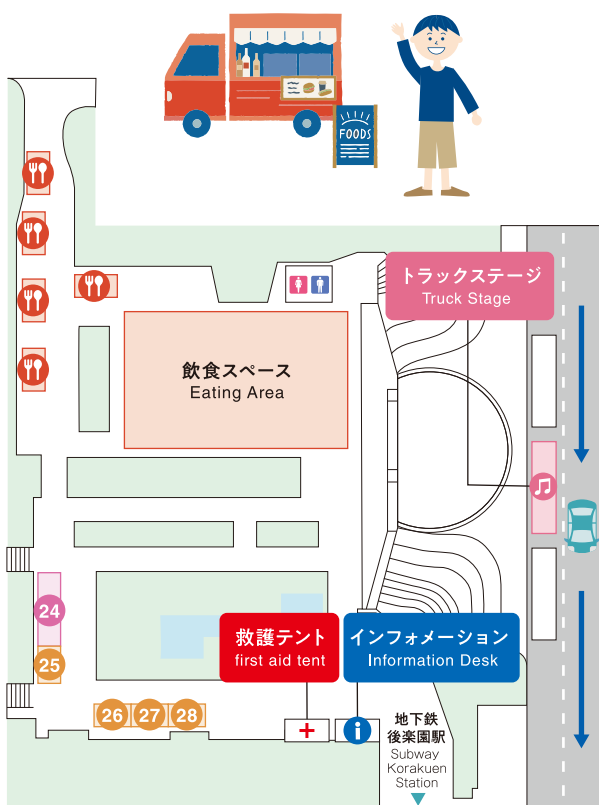 FOODS
トラックステージ
Truck Stage
飲食スペース
Eating Area
24
25
救護テント
first aid tent
インフォメーション
Information Desk
26
27
28
地下鉄
後楽園駅
Subway
Korakuen
Station